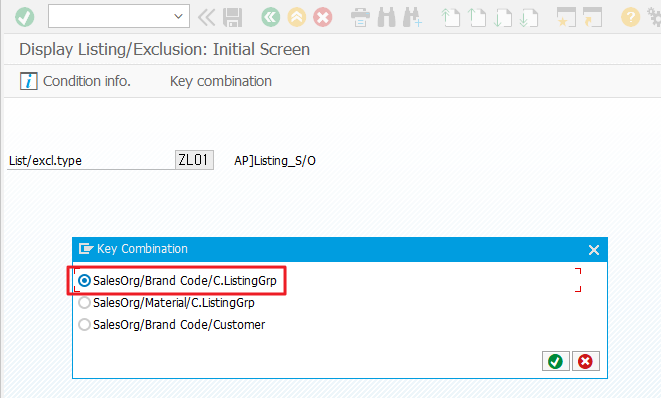 Display Listing/Exclusion: Initial Screen
Condition info. Key combination
List/excl.type ZL01 AP]Listing_S/O
Key Combination
SalesOrg/Brand Code/C.ListingGrp
SalesOrg/Material/C.ListingGrp
SalesOrg/Brand Code/Customer